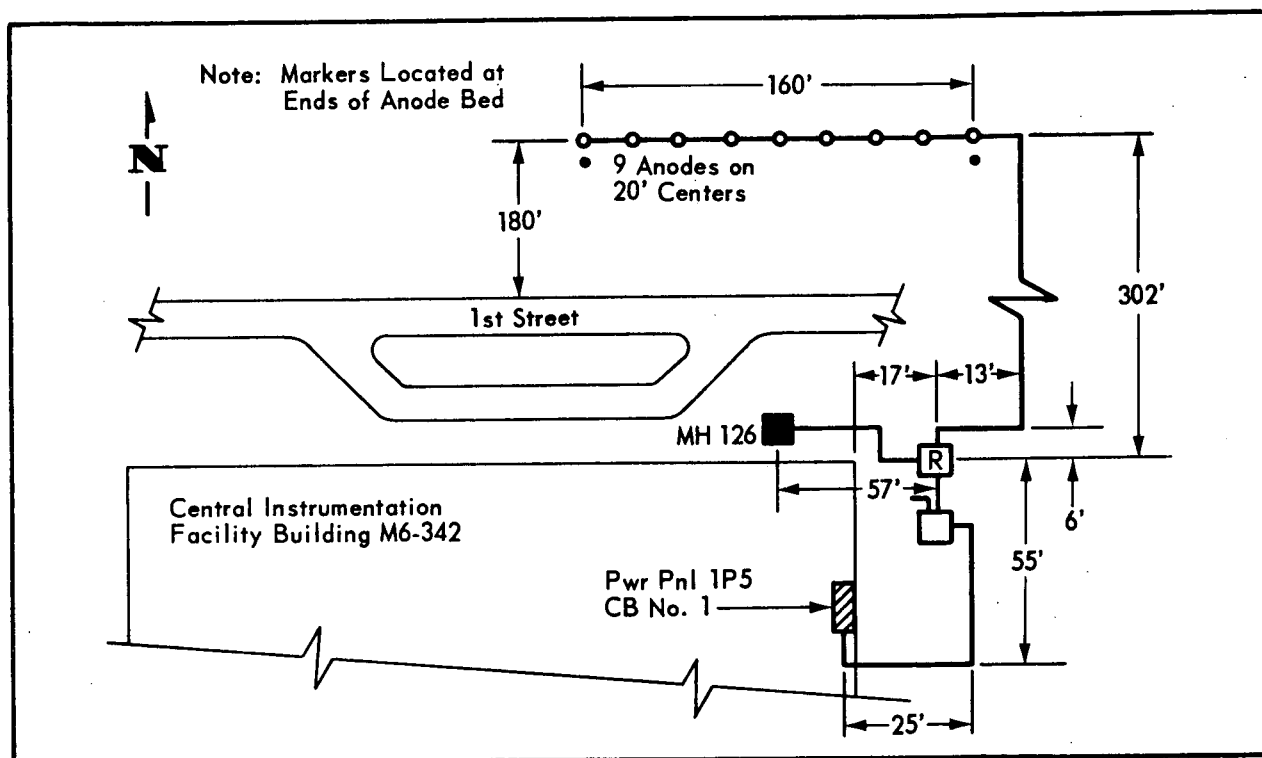 Note: Markers Located at
Ends of Anode Bed
160'
N
9 Anodes on
20' Centers
180'
302'
1st Street
17'
13'
MH 126
R
57'
6'
Central Instrumentation
Facility Building M6-342
55'
Pwr Pnl 1P5
CB No. 1
25'